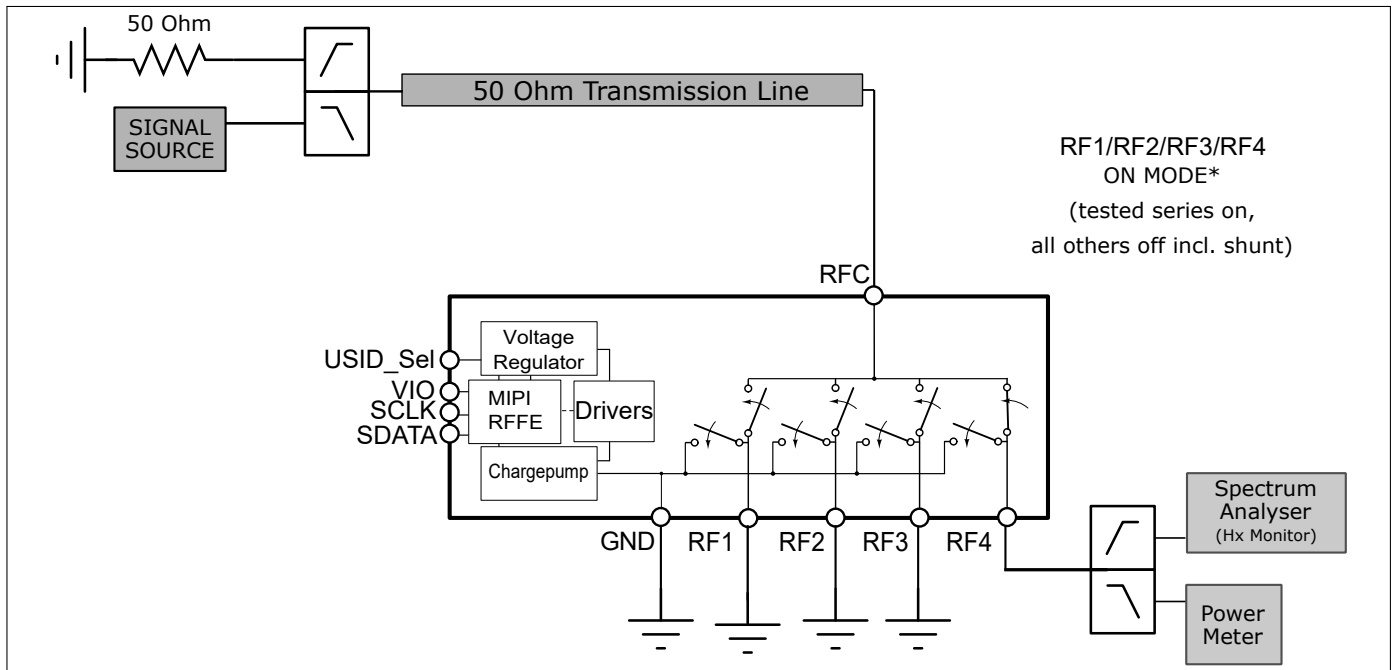 50 Ohm
SIGNAL
SOURCE
50 Ohm Transmission Line
RF1/RF2/RF3/RF4
ON MODE*
(tested series on,
all others off incl. shunt)
RFC
USID_Sel
VIO
SCLK
SDATA
Voltage
Regulator
MIPI
RFFE
Drivers
Chargepump
GND
RF1
RF2
RF3
RF4
Spectrum
Analyser
(Hx Monitor)
Power
Meter